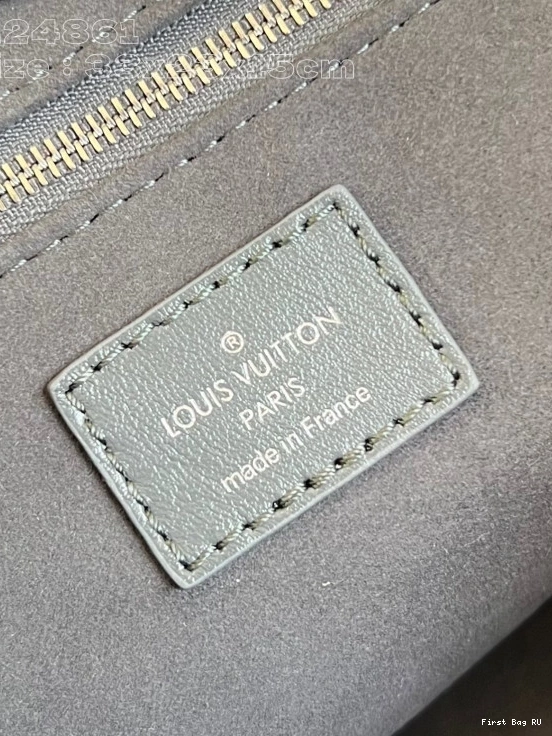 24861
®
LOUIS VUITTON
PARIS
made in France
First Bag RU